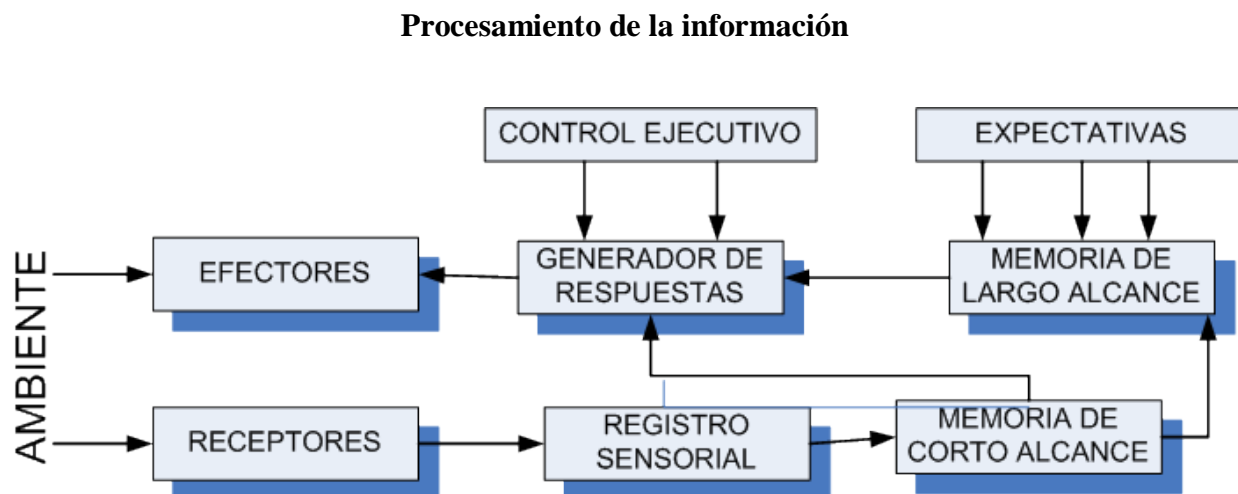 Procesamiento de la información
CONTROL EJECUTIVO
EXPECTATIVAS
AMBIENTE
EFECTORES
GENERADOR DE
RESPUESTAS
MEMORIA DE
LARGO ALCANCE
RECEPTORES
REGISTRO
SENSORIAL
MEMORIA DE
CORTO ALCANCE